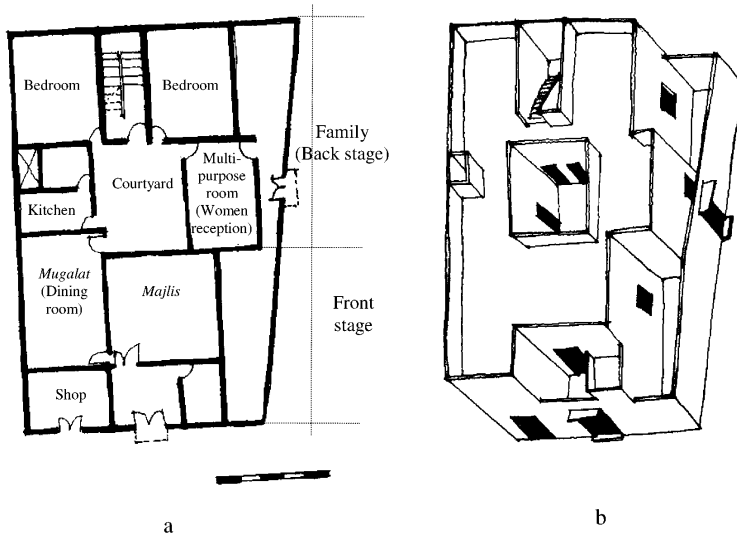 Bedroom
Bedroom
Family
(Back stage)
Multi-
purpose
room
(Women
reception)
Courtyard
Kitchen
Mugalat
(Dining
room)
Majlis
Front
stage
Shop
a
b